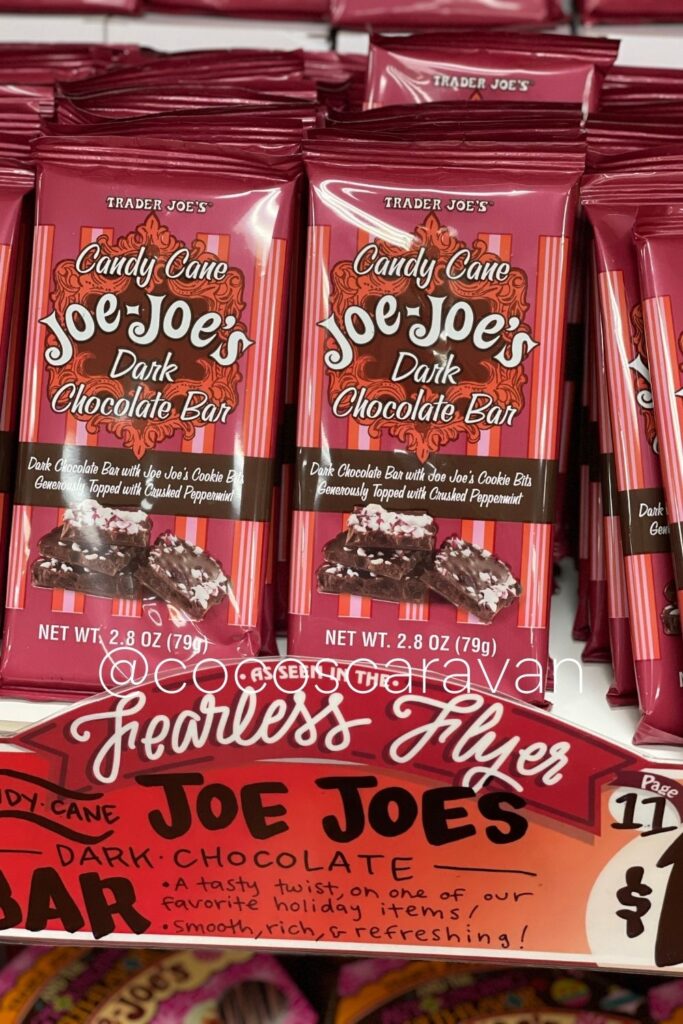 TRADER JOE'S
TRADER JOE'S
Candy Cane
Joe-Joe's
Dark
Chocolate Bar
Dark Chocolate Bar with Joe Joe's Cookie Bits
Generously Topped with Crushed Peppermint
NET WT. 2.8 OZ (79g)
TRADER JOE'S
Candy Cane
Joe-Joe's
Dark
Chocolate Bar
Dark Chocolate Bar with Joe Joe's Cookie Bits
Generously Topped with Crushed Peppermint
NET WT. 2.8 OZ (79g)
@cocoscaravan
•AS SEEN IN THE•
Fearless Flyer
Page
11
DY•CANE
JOE JOES
DARK•CHOCOLATE
BAR
•A tasty twist, on one of our
favorite holiday items!
•Smooth, rich, & refreshing!
$
JOE-JOE'S